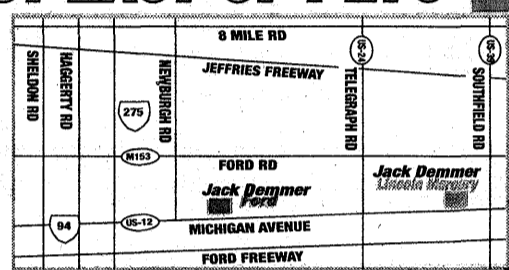 8 MILE RD
US-24
US-39
JEFFRIES FREEWAY
SHELDON RD
HAGGERTY RD
NEWBURGH RD
TELEGRAPH RD
SOUTHFIELD RD
275
M153
FORD RD
Jack Demmer
Ford
Jack Demmer
Lincoln Mercury
94
US-12
MICHIGAN AVENUE
FORD FREEWAY